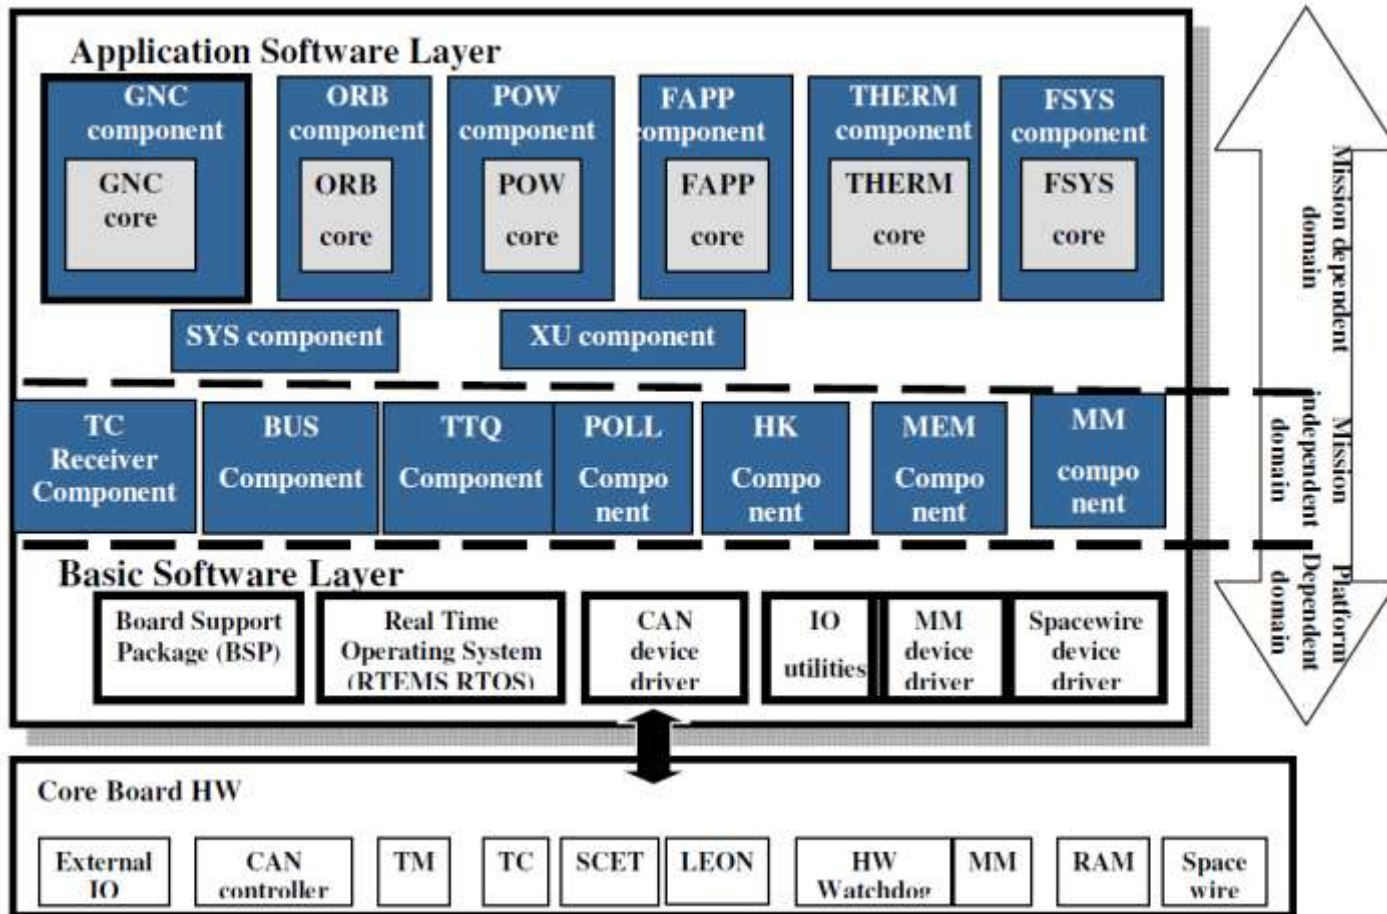 Application Software Layer
GNC
component
GNC
core
ORB
component
ORB
core
POW
component
POW
core
FAPP
component
FAPP
core
THERM
component
THERM
core
FSYS
component
FSYS
core
SYS component
XU component
TC
Receiver
Component
BUS
Component
TTQ
Component
POLL
Compo
nent
HK
Compo
nent
MEM
Compo
nent
MM
compo
nent
Basic Software Layer
Board Support
Package (BSP)
Real Time
Operating System
(RTEMS RTOS)
CAN
device
driver
IO
utilities
MM
device
driver
Spacewire
device
driver
Mission dependent
domain
Mission
independent
domain
Platform
Dependent
domain
Core Board HW
External
IO
CAN
controller
TM
TC
SCET
LEON
HW
Watchdog
MM
RAM
Space
wire